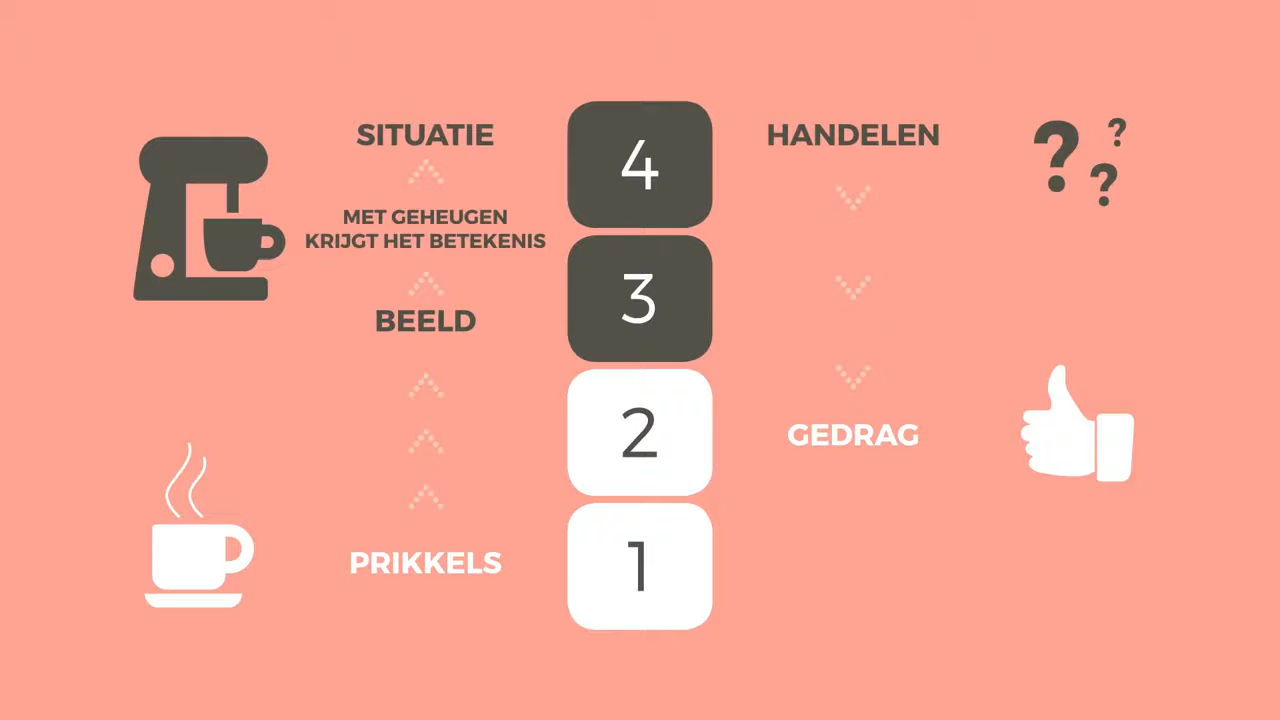 SITUATIE
MET GEHEUGEN
KRIJGT HET BETEKENIS
BEELD
PRIKKELS
4
3
2
1
HANDELEN
GEDRAG
? ? ?